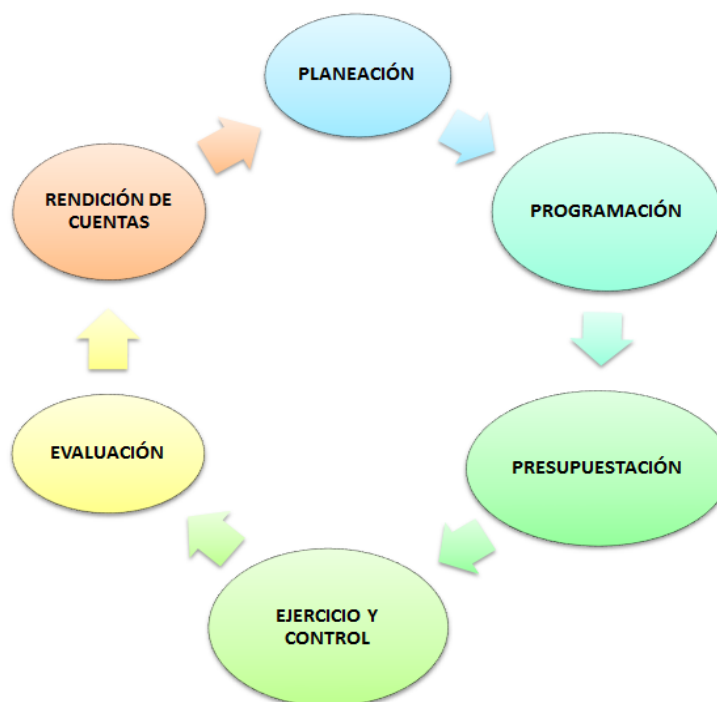 PLANEACIÓN
PROGRAMACIÓN
PRESUPUESTACIÓN
EJERCICIO Y
CONTROL
EVALUACIÓN
RENDICIÓN DE
CUENTAS